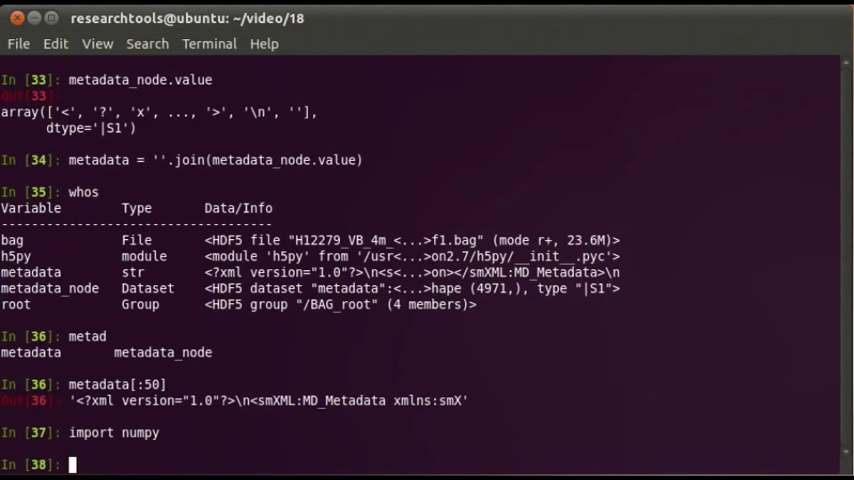 researchtools@ubuntu: ~/video/18
File Edit View Search Terminal Help
In [33]: metadata_node.value
Out[33]:
array(['<', '?', 'x', ..., '>', '\n', ''],
      dtype='|S1')
In [34]: metadata = ''.join(metadata_node.value)
In [35]: whos
Variable        Type       Data/Info
------------------------------------
bag             File       <HDF5 file "H12279_VB_4m_<...>f1.bag" (mode r+, 23.6M)>
h5py            module     <module 'h5py' from '/usr<...>on2.7/h5py/__init__.pyc'>
metadata        str        <?xml version="1.0"?>\n<s<...>on></smXML:MD_Metadata>\n
metadata_node   Dataset    <HDF5 dataset "metadata":<...>hape (4971,), type "|S1">
root            Group      <HDF5 group "/BAG_root" (4 members)>
In [36]: metad
metadata       metadata_node
In [36]: metadata[:50]
Out[36]: '<?xml version="1.0"?>\n<smXML:MD_Metadata xmlns:smX'
In [37]: import numpy
In [38]: